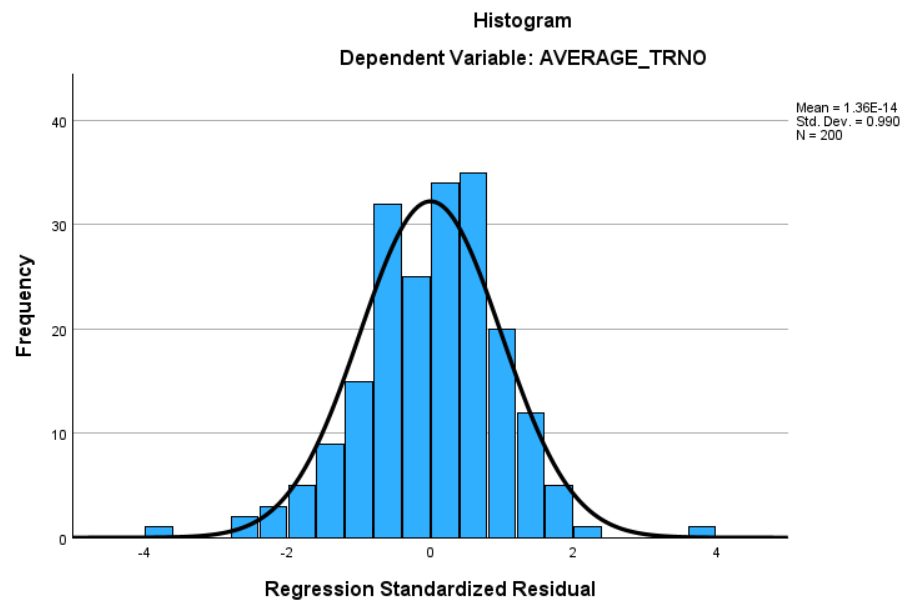 Histogram
Dependent Variable: AVERAGE_TRNO
Mean = 1.36E-14
Std. Dev. = 0.990
N = 200
40
30
20
10
0
Frequency
-4 -2 0 2 4
Regression Standardized Residual